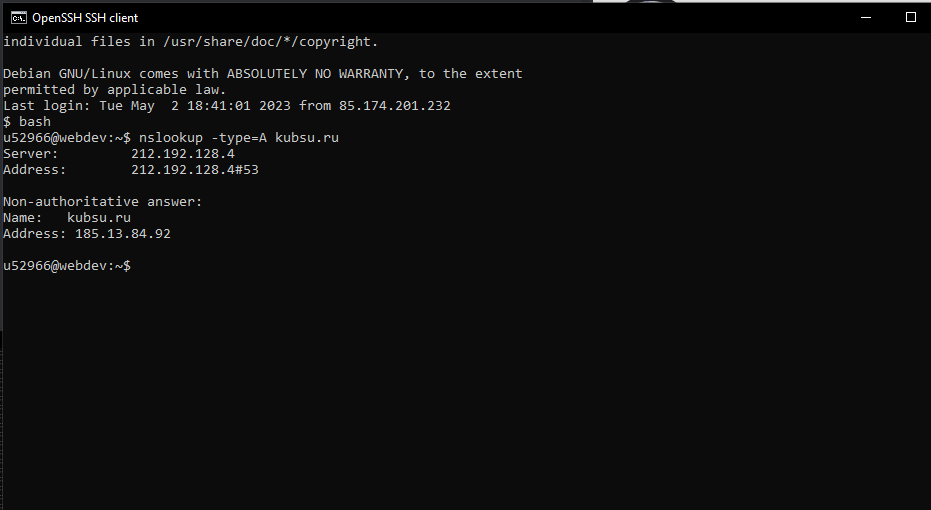 OpenSSH SSH client
individual files in /usr/share/doc/*/copyright.
Debian GNU/Linux comes with ABSOLUTELY NO WARRANTY, to the extent
permitted by applicable law.
Last login: Tue May  2 18:41:01 2023 from 85.174.201.232
$ bash
u52966@webdev:~$ nslookup -type=A kubsu.ru
Server:         212.192.128.4
Address:        212.192.128.4#53
Non-authoritative answer:
Name:   kubsu.ru
Address: 185.13.84.92
u52966@webdev:~$